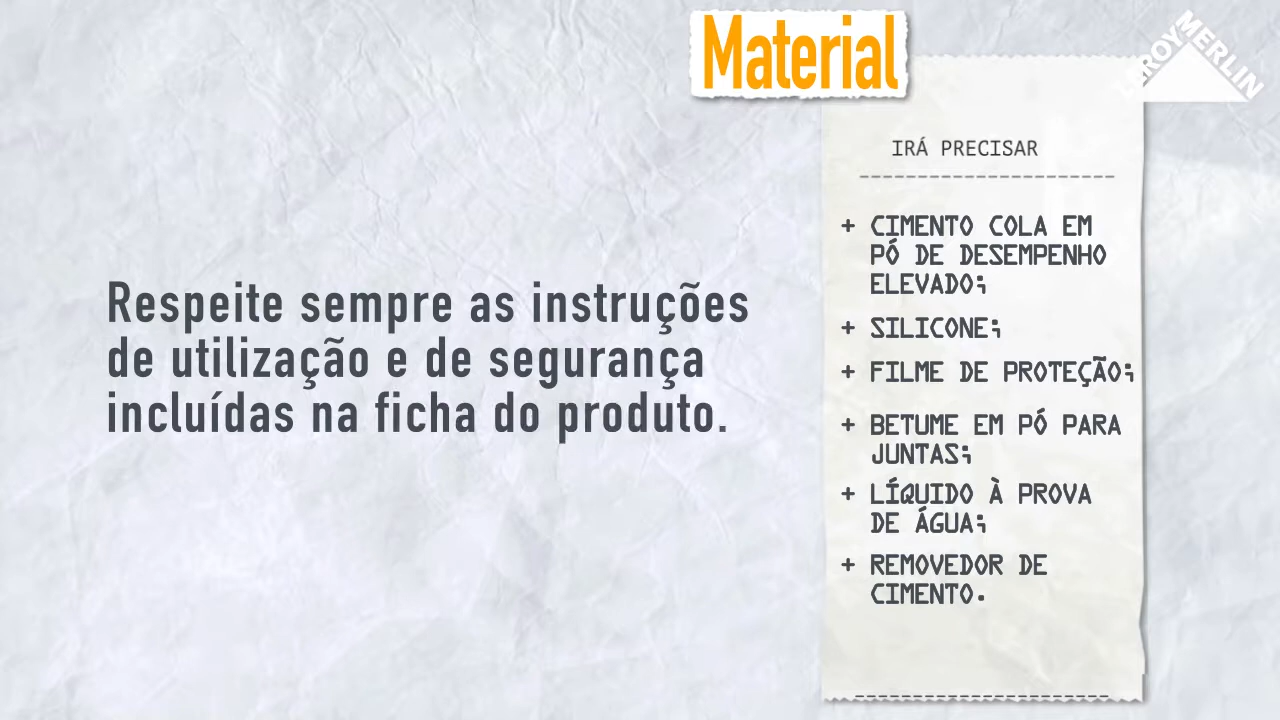 Material
LEROY MERLIN
IRÁ PRECISAR
+ CIMENTO COLA EM
PÓ DE DESEMPENHO
ELEVADO;
+ SILICONE;
+ FILME DE PROTEÇÃO;
+ BETUME EM PÓ PARA
JUNTAS;
+ LÍQUIDO À PROVA
DE ÁGUA;
+ REMOVEDOR DE
CIMENTO.
Respeite sempre as instruções
de utilização e de segurança
incluídas na ficha do produto.